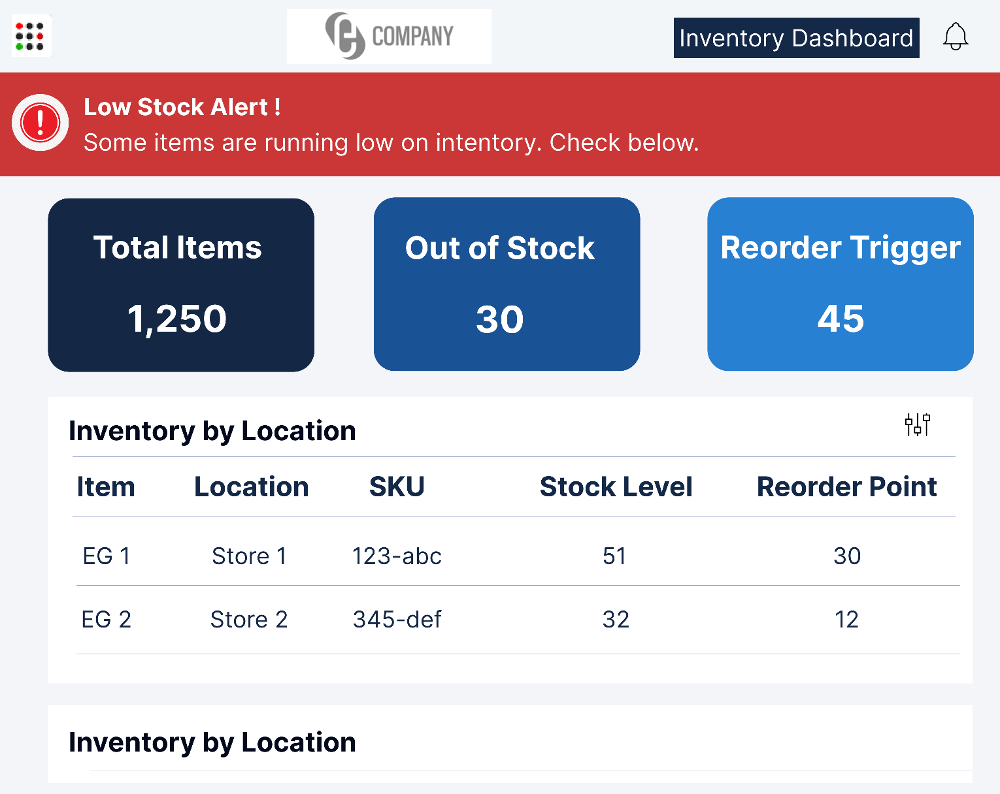 COMPANY
Inventory Dashboard
Low Stock Alert !
Some items are running low on intentory. Check below.
Total Items
1,250
Out of Stock
30
Reorder Trigger
45
Inventory by Location
Item Location SKU Stock Level Reorder Point
EG 1 Store 1 123-abc 51 30
EG 2 Store 2 345-def 32 12
Inventory by Location